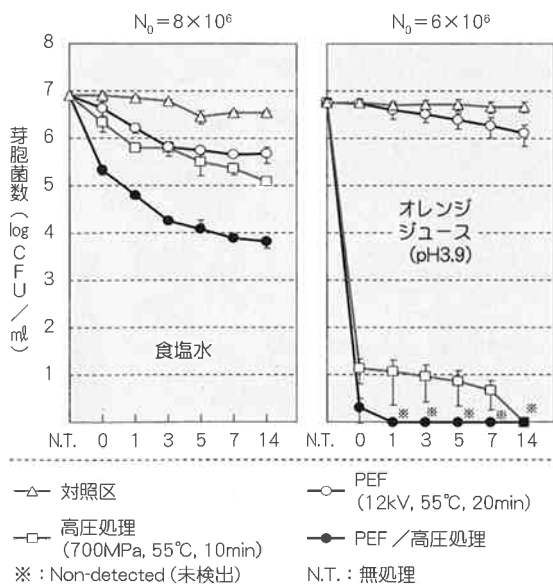 N₀＝8×10⁶
N₀＝6×10⁶
芽胞菌数（log CFU／㎖）
8
7
6
5
4
3
2
1
食塩水
オレンジ
ジュース
(pH3.9)
※ ※ ※ ※ ※
N.T. 0 1 3 5 7 14
N.T. 0 1 3 5 7 14
対照区
高圧処理
(700MPa, 55℃, 10min)
PEF
(12kV, 55℃, 20min)
PEF／高圧処理
※：Non-detected（未検出）
N.T.：無処理